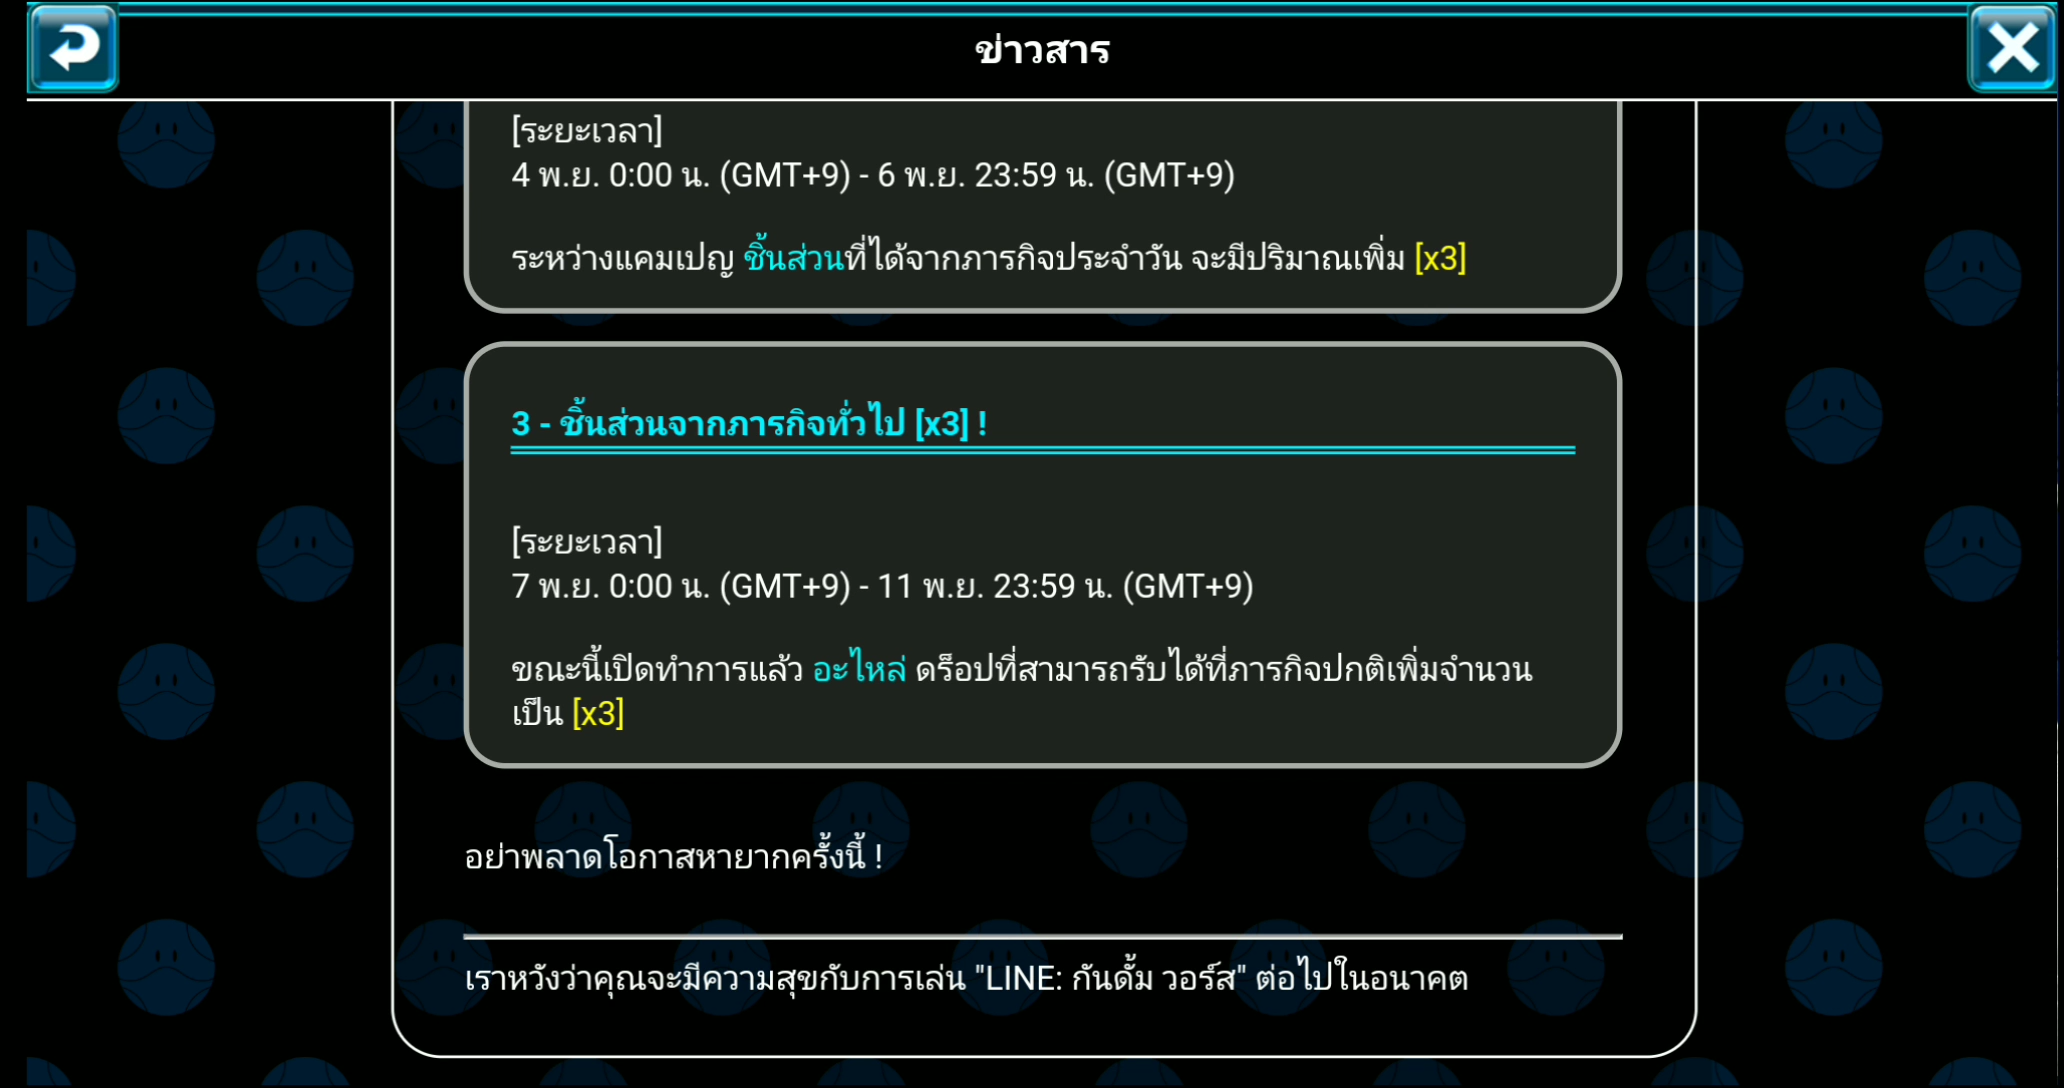 ข่าวสาร
[ระยะเวลา]
4 พ.ย. 0:00 น. (GMT+9) - 6 พ.ย. 23:59 น. (GMT+9)
ระหว่างแคมเปญ ชิ้นส่วนที่ได้จากภารกิจประจำวัน จะมีปริมาณเพิ่ม [x3]
3 - ชิ้นส่วนจากภารกิจทั่วไป [x3] !
[ระยะเวลา]
7 พ.ย. 0:00 น. (GMT+9) - 11 พ.ย. 23:59 น. (GMT+9)
ขณะนี้เปิดทำการแล้ว อะไหล่ ดร็อปที่สามารถรับได้ที่ภารกิจปกติเพิ่มจำนวน
เป็น [x3]
อย่าพลาดโอกาสหายากครั้งนี้ !
เราหวังว่าคุณจะมีความสุขกับการเล่น "LINE: กันดั้ม วอร์ส" ต่อไปในอนาคต